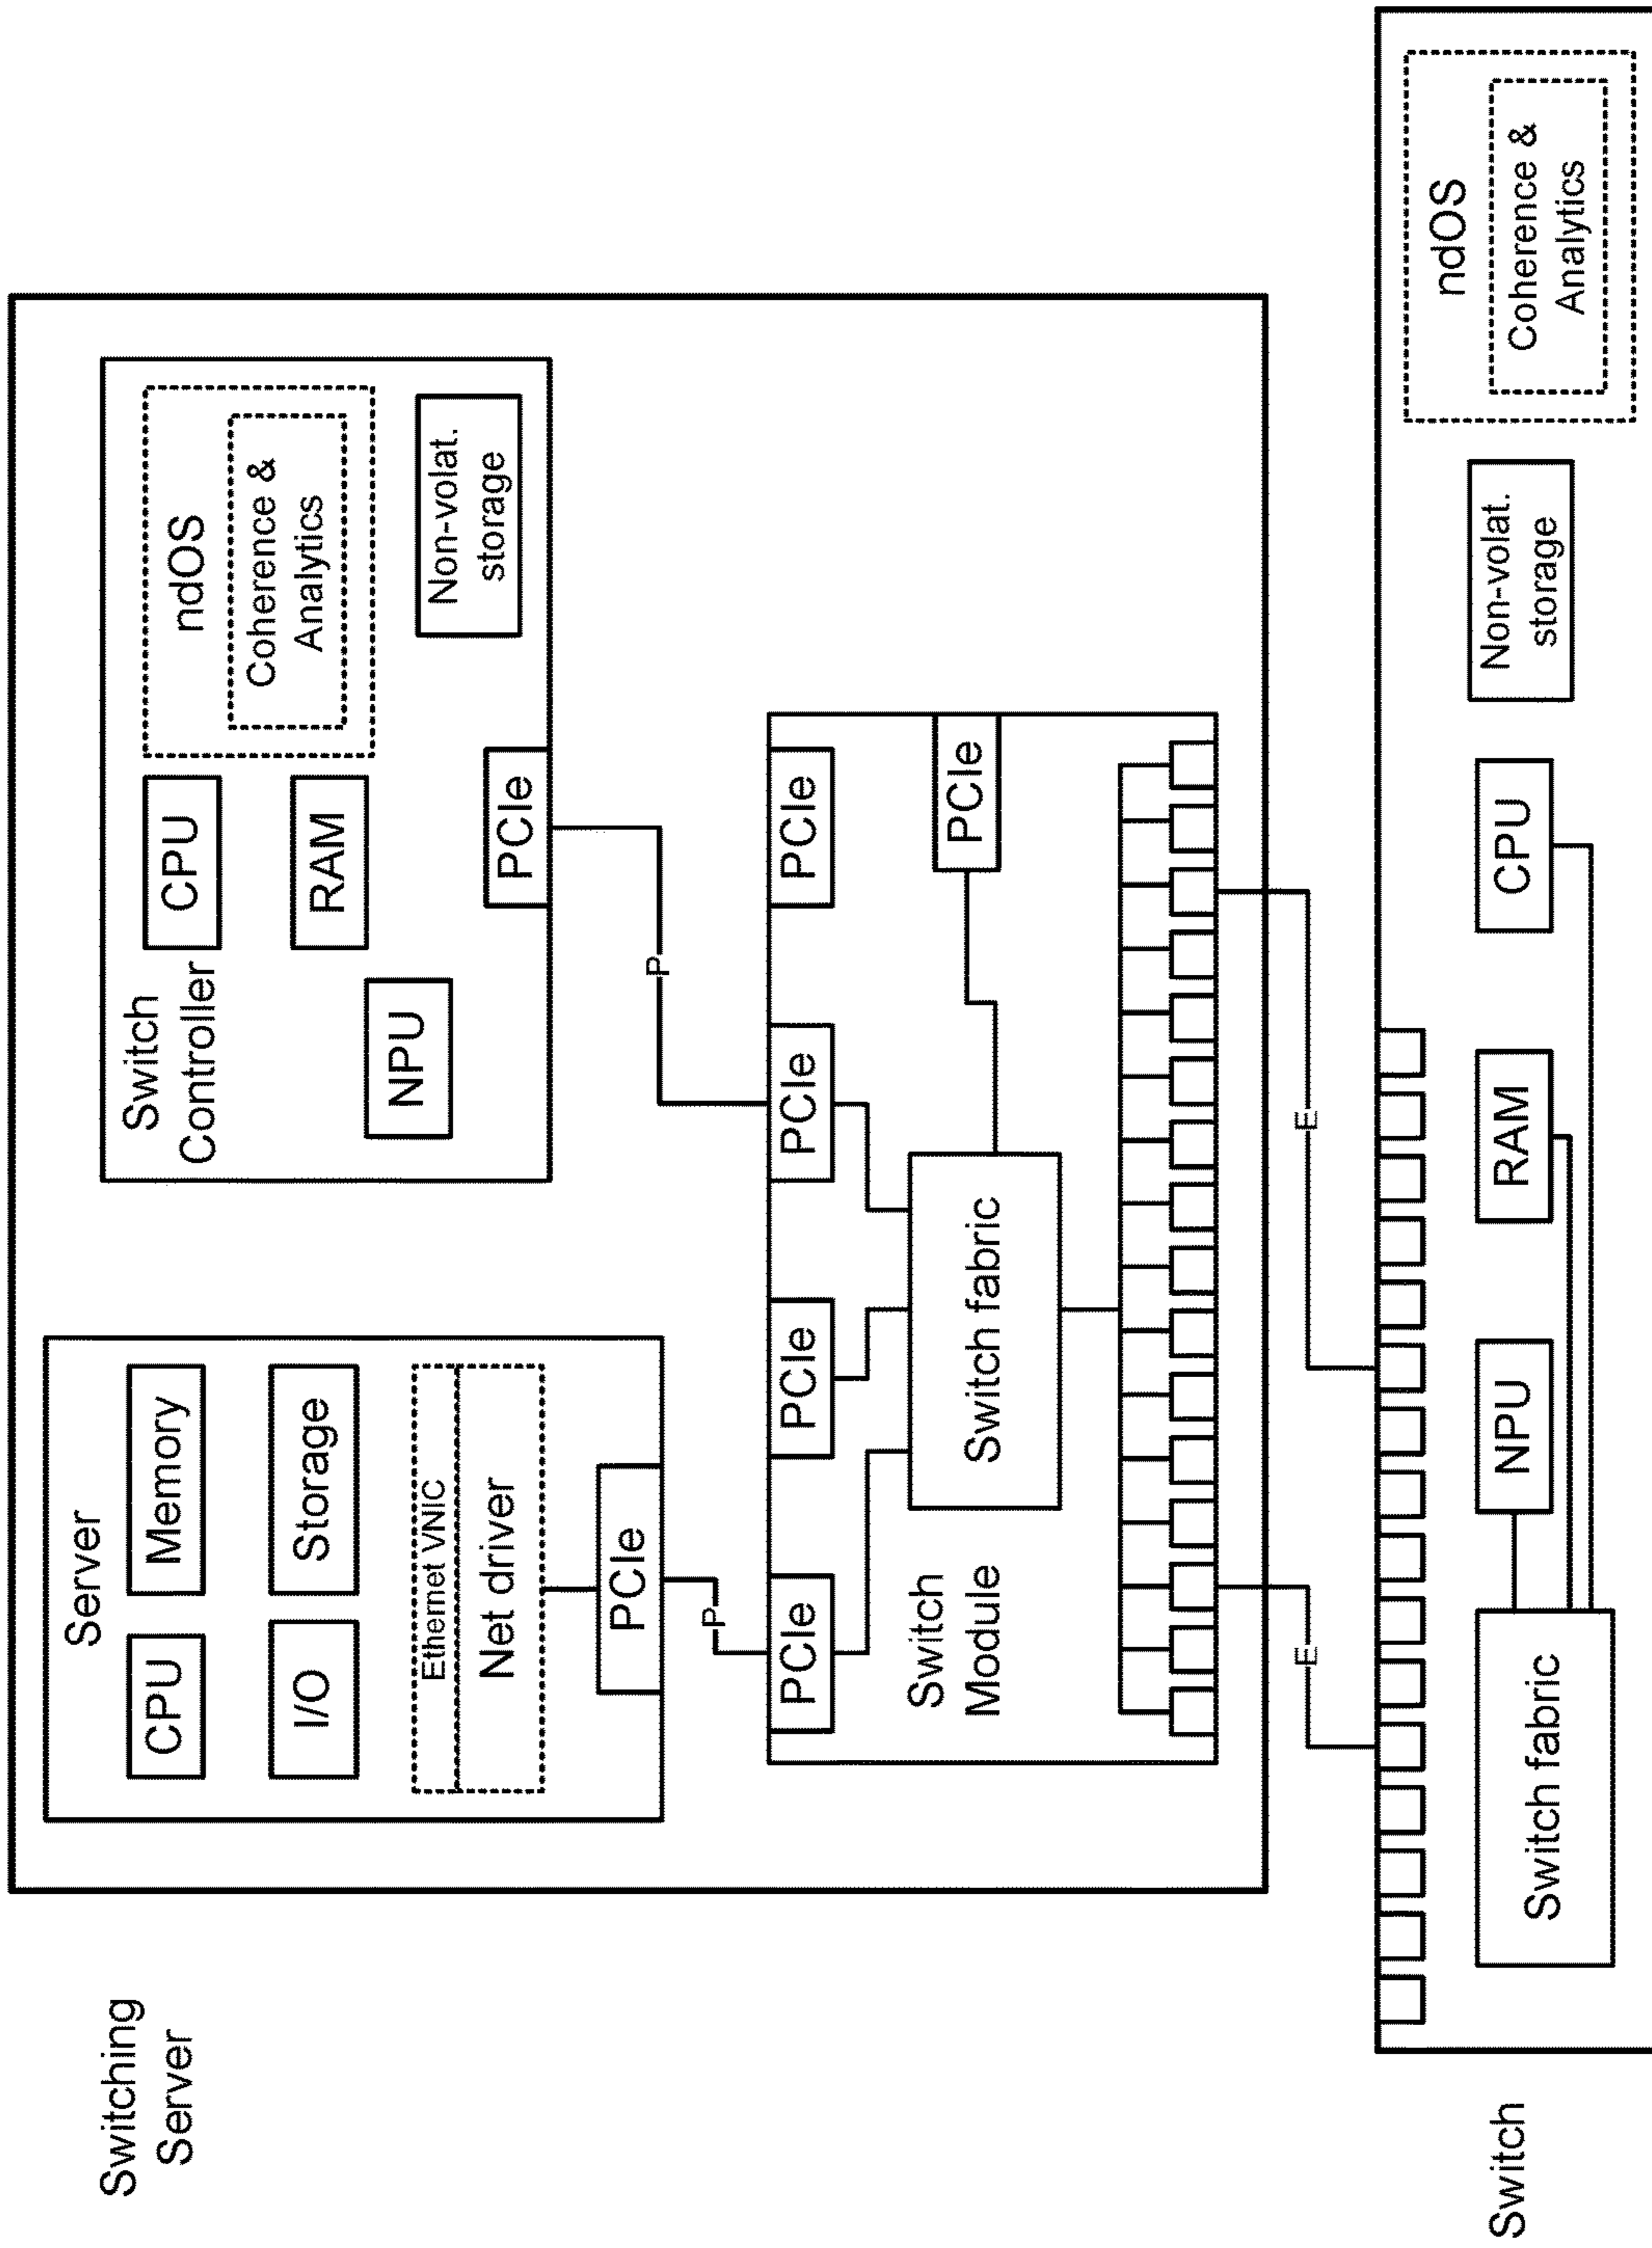 Switching
Server
Server
CPU
Memory
I/O
Storage
Ethernet VNIC
Net driver
PCIe
P
Switch
Controller
CPU
RAM
NPU
ndOS
Coherence &
Analytics
Non-volat.
storage
PCIe
P
PCIe
PCIe
PCIe
PCIe
Switch
Module
Switch fabric
PCIe
E
E
Switch
Switch fabric
NPU
RAM
CPU
Non-volat.
storage
ndOS
Coherence &
Analytics